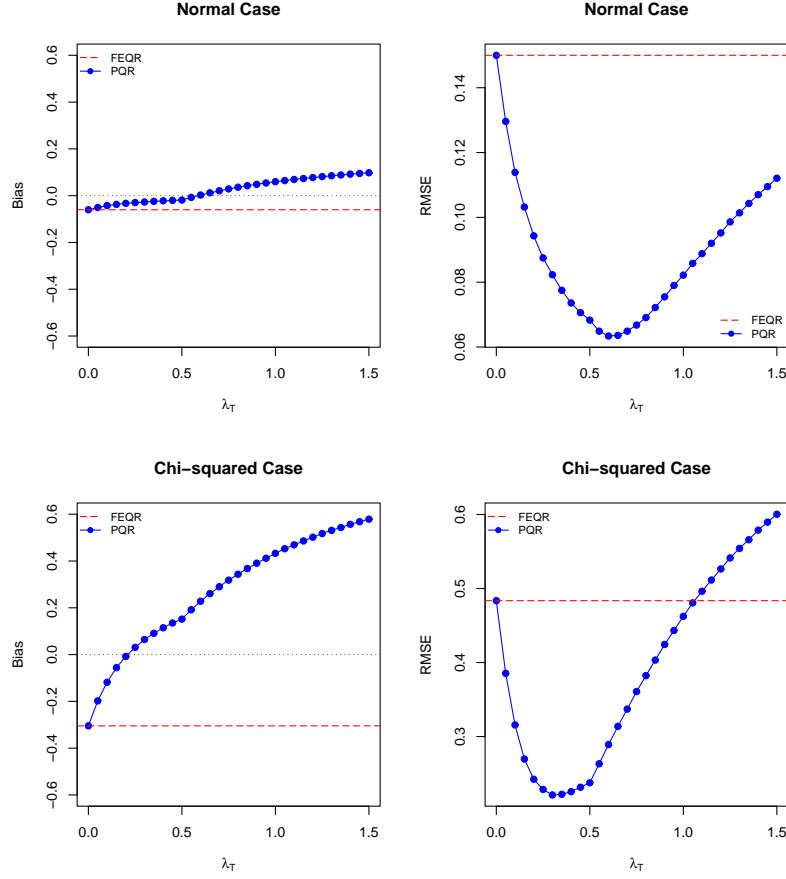 Normal Case
FEQR
PQR
Bias
0.6
0.4
0.2
0.0
−0.2
−0.4
−0.6
0.0
0.5
1.0
1.5
λT
Normal Case
RMSE
0.14
0.12
0.10
0.08
0.06
FEQR
PQR
0.0
0.5
1.0
1.5
λT
Chi−squared Case
FEQR
PQR
Bias
0.6
0.4
0.2
0.0
−0.2
−0.4
−0.6
0.0
0.5
1.0
1.5
λT
Chi−squared Case
FEQR
PQR
RMSE
0.6
0.5
0.4
0.3
0.0
0.5
1.0
1.5
λT